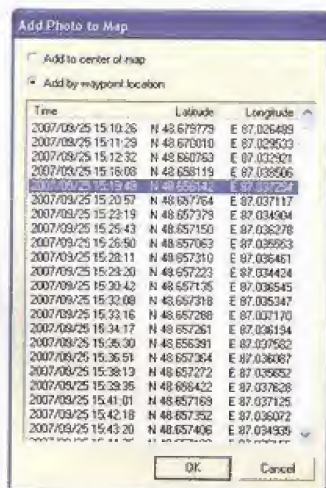 Add Photo to Map
Add to center of map
Add by waypoint location
Time Latitude Longitude
2007/09/25 15:10:26 N 48.679779 E 87.026489
2007/09/25 15:11:29 N 48.670010 E 87.029533
2007/09/25 15:12:32 N 48.660763 E 87.032921
2007/09/25 15:16:08 N 48.658119 E 87.038506
2007/09/25 15:19:49 N 48.656142 E 87.037254
2007/09/25 15:20:57 N 48.657764 E 87.037117
2007/09/25 15:23:19 N 48.657379 E 87.034904
2007/09/25 15:25:43 N 48.657150 E 87.036278
2007/09/25 15:26:50 N 48.657063 E 87.035553
2007/09/25 15:28:11 N 48.657310 E 87.036461
2007/09/25 15:29:20 N 48.657223 E 87.034424
2007/09/25 15:30:42 N 48.657135 E 87.036545
2007/09/25 15:32:08 N 48.657318 E 87.035347
2007/09/25 15:33:16 N 48.657288 E 87.037170
2007/09/25 15:34:17 N 48.657261 E 87.036194
2007/09/25 15:35:30 N 48.656391 E 87.037582
2007/09/25 15:36:51 N 48.657364 E 87.036087
2007/09/25 15:38:13 N 48.657272 E 87.035652
2007/09/25 15:39:35 N 48.656422 E 87.037628
2007/09/25 15:41:01 N 48.657169 E 87.037125
2007/09/25 15:42:18 N 48.657352 E 87.036072
2007/09/25 15:43:20 N 48.657406 E 87.034935
OK Cancel